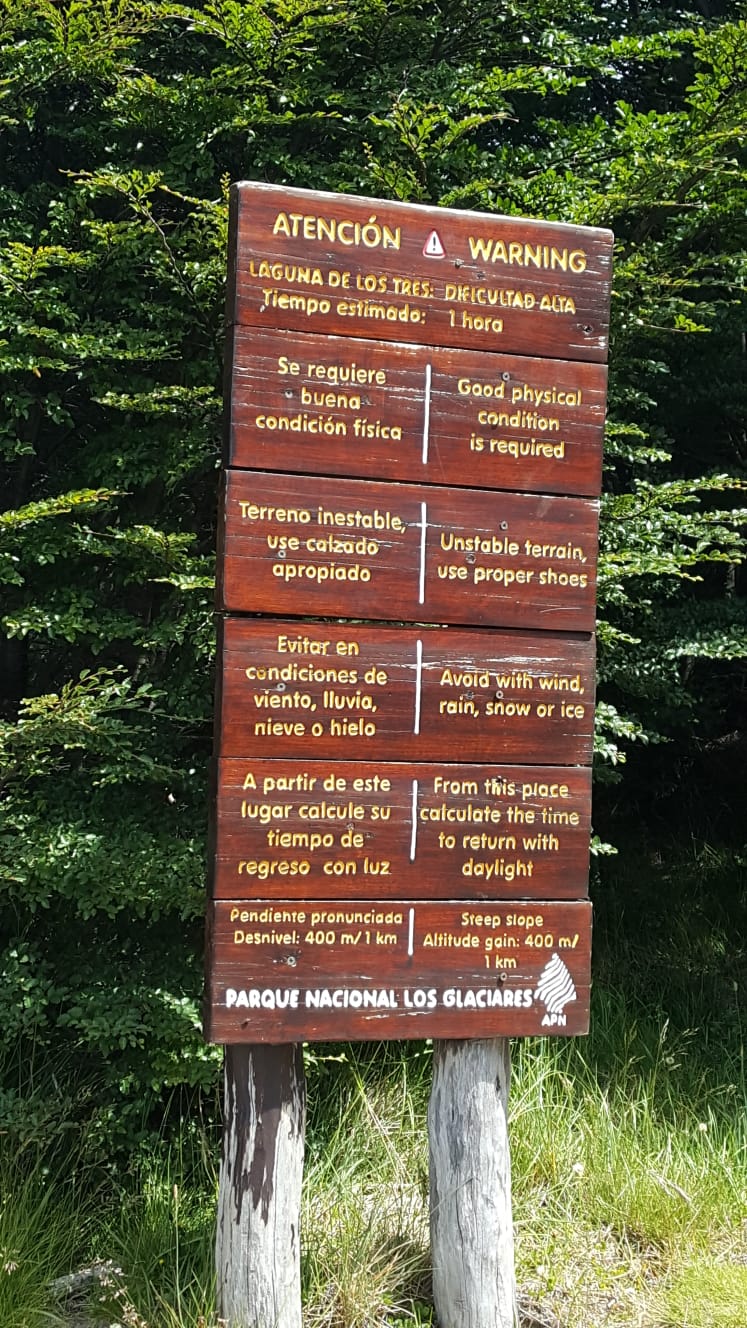 ATENCIÓN ! WARNING
LAGUNA DE LOS TRES: DIFICULTAD ALTA
Tiempo estimado: 1 hora
Se requiere
buena
condición física
Good physical
condition
is required
Terreno inestable,
use calzado
apropiado
Unstable terrain,
use proper shoes
Evitar en
condiciones de
viento, lluvia,
nieve o hielo
Avoid with wind,
rain, snow or ice
A partir de este
lugar calcule su
tiempo de
regreso con luz
From this place
calculate the time
to return with
daylight
Pendiente pronunciada
Desnivel: 400 m/1 km
Steep slope
Altitude gain: 400 m/
1 km
PARQUE NACIONAL LOS GLACIARES
APN